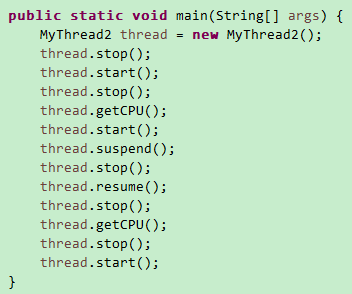 public static void main(String[] args) {
MyThread2 thread = new MyThread2();
thread.stop();
thread.start();
thread.stop();
thread.getCPU();
thread.start();
thread.suspend();
thread.stop();
thread.resume();
thread.stop();
thread.getCPU();
thread.stop();
thread.start();
}